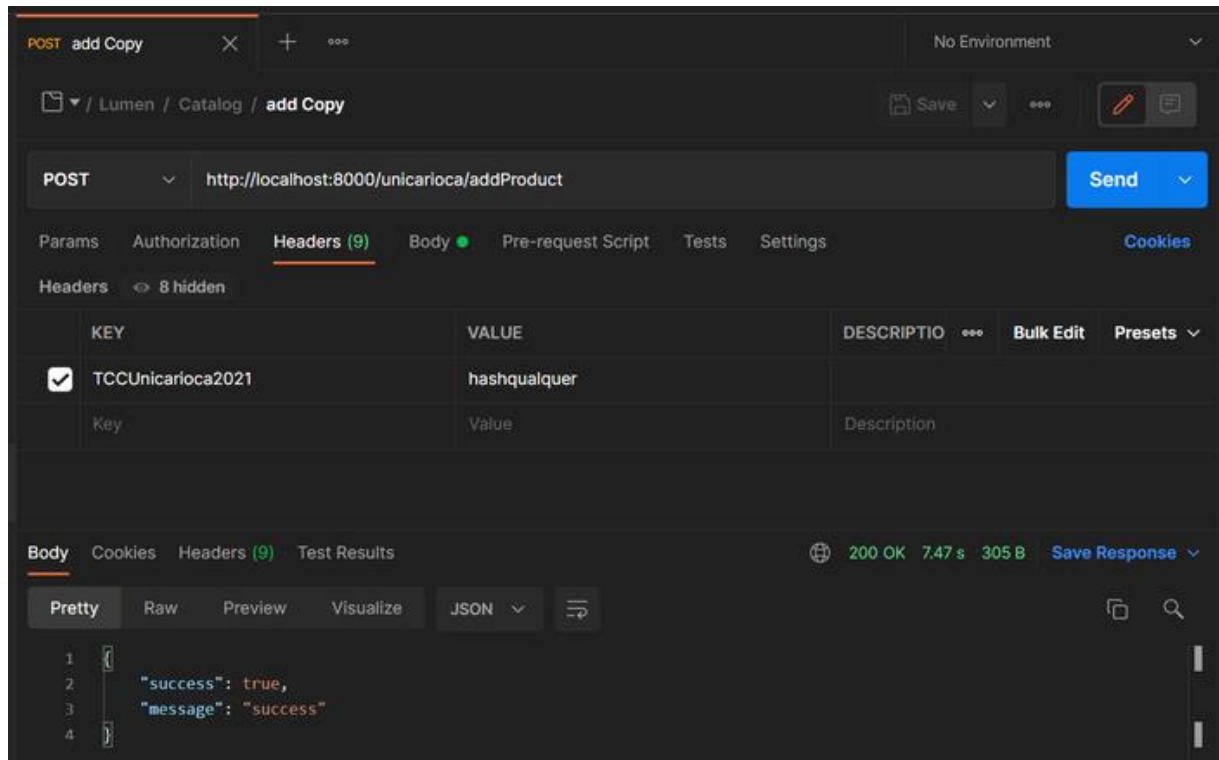 POST add Copy
No Environment
/ Lumen / Catalog / add Copy
Save
POST http://localhost:8000/unicarioca/addProduct Send
Params Authorization Headers (9) Body Pre-request Script Tests Settings Cookies
Headers 8 hidden
KEY VALUE DESCRIPTIO Bulk Edit Presets
TCCUnicarioca2021 hashqualquer
Key Value Description
Body Cookies Headers (9) Test Results 200 OK 7.47 s 305 B Save Response
Pretty Raw Preview Visualize JSON
1 {
2 "success": true,
3 "message": "success"
4 }